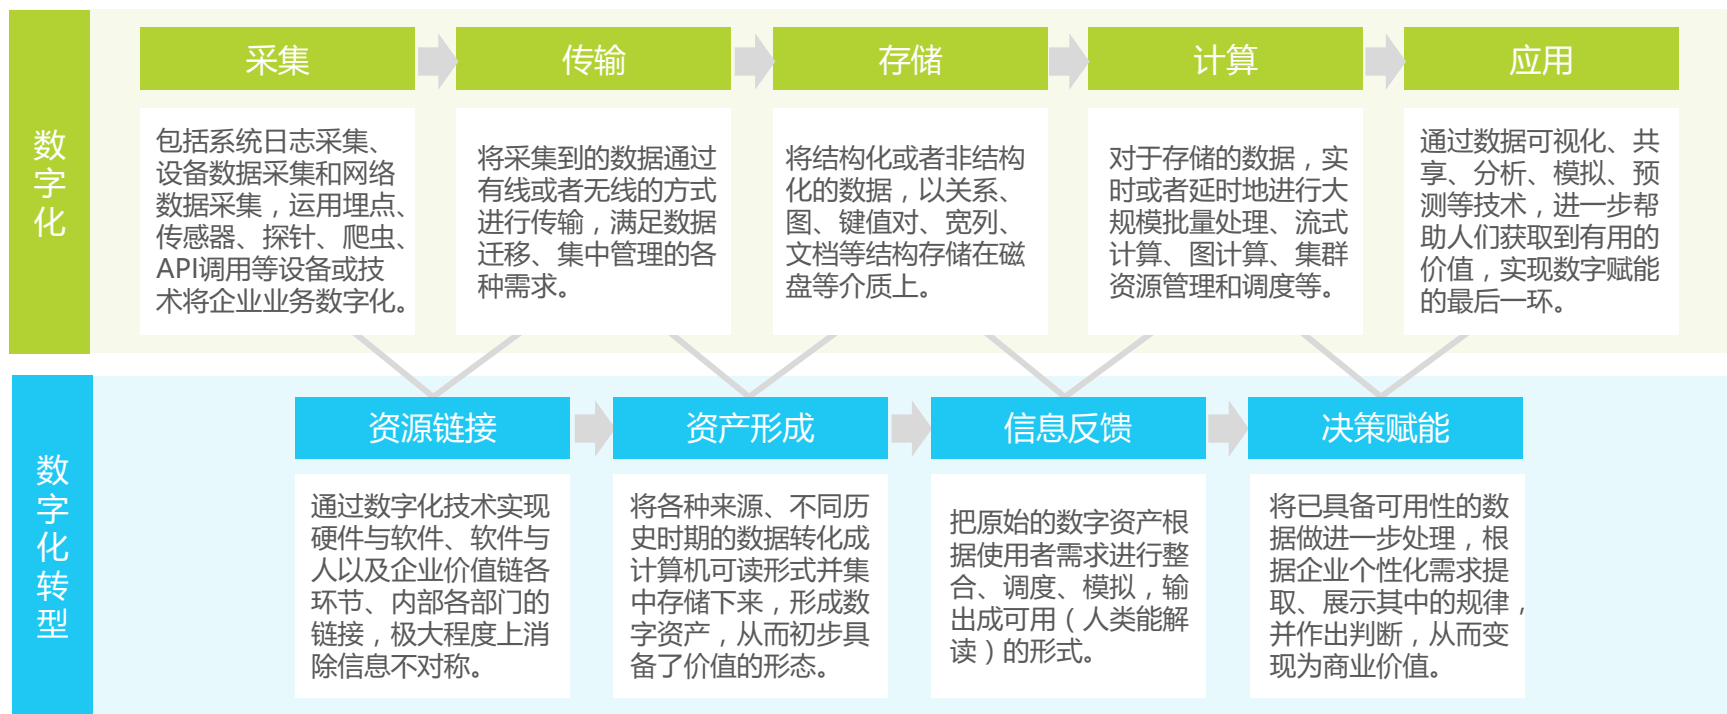 数字化
采集
传输
存储
计算
应用
包括系统日志采集、
设备数据采集和网络
数据采集，运用埋点、
传感器、探针、爬虫、
API调用等设备或技
术将企业业务数字化。
将采集到的数据通过
有线或者无线的方式
进行传输，满足数据
迁移、集中管理的各
种需求。
将结构化或者非结构
化的数据，以关系、
图、键值对、宽列、
文档等结构存储在磁
盘等介质上。
对于存储的数据，实
时或者延时地进行大
规模批量处理、流式
计算、图计算、集群
资源管理和调度等。
通过数据可视化、共
享、分析、模拟、预
测等技术，进一步帮
助人们获取到有用的
价值，实现数字赋能
的最后一环。
数字化转型
资源链接
资产形成
信息反馈
决策赋能
通过数字化技术实现
硬件与软件、软件与
人以及企业价值链各
环节、内部各部门的
链接，极大程度上消
除信息不对称。
将各种来源、不同历
史时期的数据转化成
计算机可读形式并集
中存储下来，形成数
字资产，从而初步具
备了价值的形态。
把原始的数字资产根
据使用者需求进行整
合、调度、模拟，输
出成可用（人类能解
读）的形式。
将已具备可用性的数
据做进一步处理，根
据企业个性化需求提
取、展示其中的规律，
并作出判断，从而变
现为商业价值。